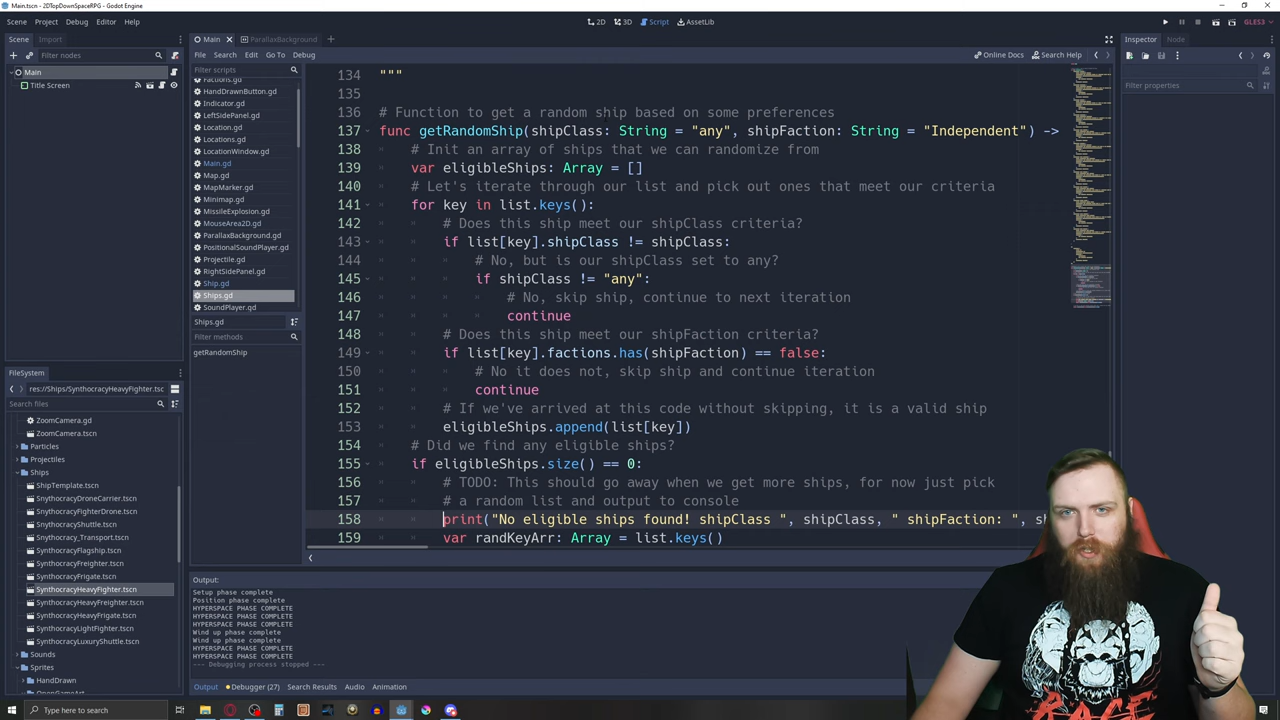 Main.tscn - 2DTopDownSpaceRPG - Godot Engine
Scene Project Debug Editor Help
2D 3D Script AssetLib
GLES3
Scene Import
Filter nodes
Main
Title Screen
Main
ParallaxBackground
File Search Edit Go To Debug
Online Docs Search Help
Filter scripts
Factions.gd
HandDrawnButton.gd
Indicator.gd
LeftSidePanel.gd
Location.gd
Locations.gd
LocationWindow.gd
Main.gd
Map.gd
MapMarker.gd
Minimap.gd
MissileExplosion.gd
MouseArea2D.gd
ParallaxBackground.gd
PositionalSoundPlayer.gd
Projectile.gd
RightSidePanel.gd
Ship.gd
Ships.gd
SoundPlayer.gd
Ships.gd
Filter methods
getRandomShip
134 """
135
136 # Function to get a random ship based on some preferences
137 func getRandomShip(shipClass: String = "any", shipFaction: String = "Independent") ->
138 # Init an array of ships that we can randomize from
139 var eligibleShips: Array = []
140 # Let's iterate through our list and pick out ones that meet our criteria
141 for key in list.keys():
142 # Does this ship meet our shipClass criteria?
143 if list[key].shipClass != shipClass:
144 # No, but is our shipClass set to any?
145 if shipClass != "any":
146 # No, skip ship, continue to next iteration
147 continue
148 # Does this ship meet our shipFaction criteria?
149 if list[key].factions.has(shipFaction) == false:
150 # No it does not, skip ship and continue iteration
151 continue
152 # If we've arrived at this code without skipping, it is a valid ship
153 eligibleShips.append(list[key])
154 # Did we find any eligible ships?
155 if eligibleShips.size() == 0:
156 # TODO: This should go away when we get more ships, for now just pick
157 # a random list and output to console
158 print("No eligible ships found! shipClass ", shipClass, " shipFaction: ", sh
159 var randKeyArr: Array = list.keys()
Inspector Node
Filter properties
FileSystem
res://Ships/SynthocracyHeavyFighter.tsc
Search files
ZoomCamera.gd
ZoomCamera.tscn
Particles
Projectiles
Ships
ShipTemplate.tscn
SnythocracyDroneCarrier.tscn
SnythocracyFighterDrone.tscn
SnythocracyShuttle.tscn
Synthocracy_Transport.tscn
SynthocracyFlagship.tscn
SynthocracyFreighter.tscn
SynthocracyFrigate.tscn
SynthocracyHeavyFighter.tscn
SynthocracyHeavyFreighter.tscn
SynthocracyHeavyFrigate.tscn
SynthocracyLightFighter.tscn
SynthocracyLuxuryShuttle.tscn
Sounds
Sprites
HandDrawn
OpenGameArt
Output:
Setup phase complete
Position phase complete
HYPERSPACE PHASE COMPLETE
HYPERSPACE PHASE COMPLETE
HYPERSPACE PHASE COMPLETE
Wind up phase complete
Wind up phase complete
HYPERSPACE PHASE COMPLETE
HYPERSPACE PHASE COMPLETE
--- Debugging process stopped ---
Output Debugger (27) Search Results Audio Animation
Type here to search
RAGE